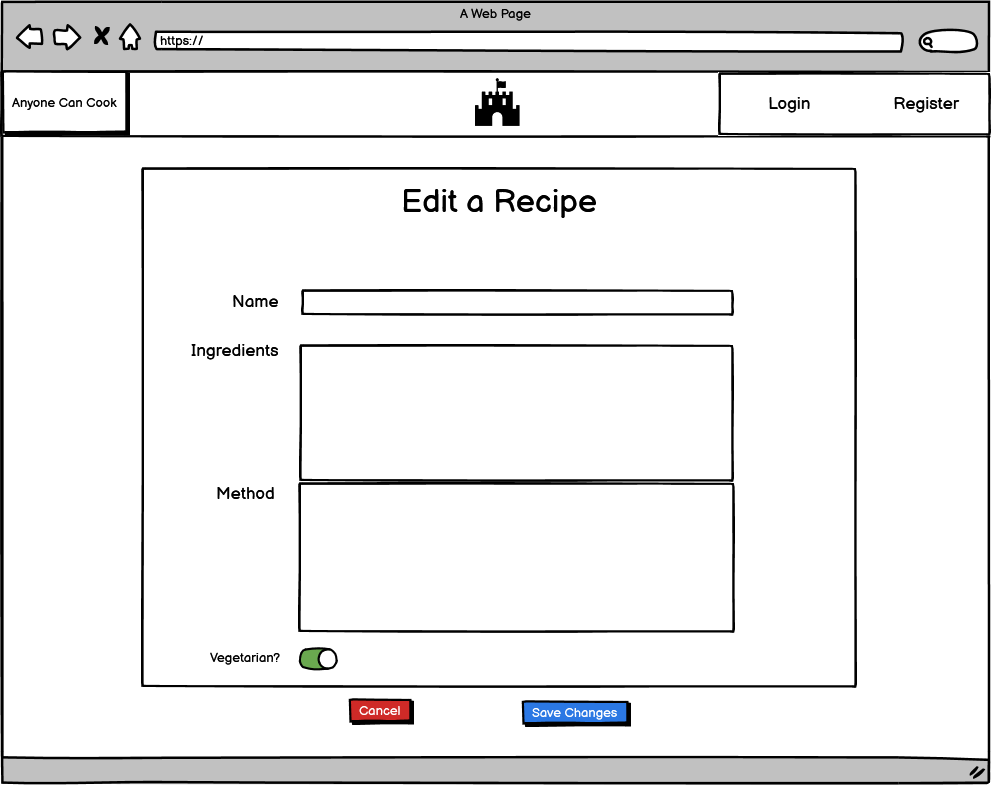 A Web Page
https://
Anyone Can Cook
Login
Register
Edit a Recipe
Name
Ingredients
Method
Vegetarian?
Cancel
Save Changes